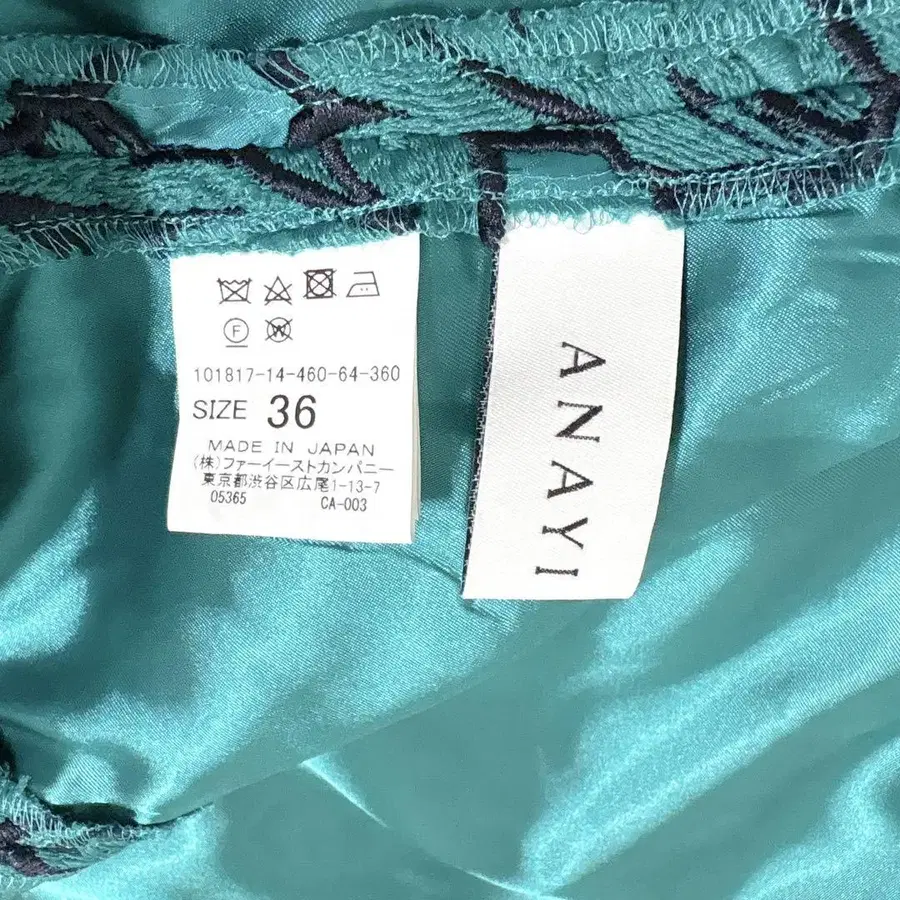 F
W
101817-14-460-64-360
SIZE 36
MADE IN JAPAN
(株)ファーイーストカンパニー
東京都渋谷区広尾1-13-7
05365 CA-003
ANAYI